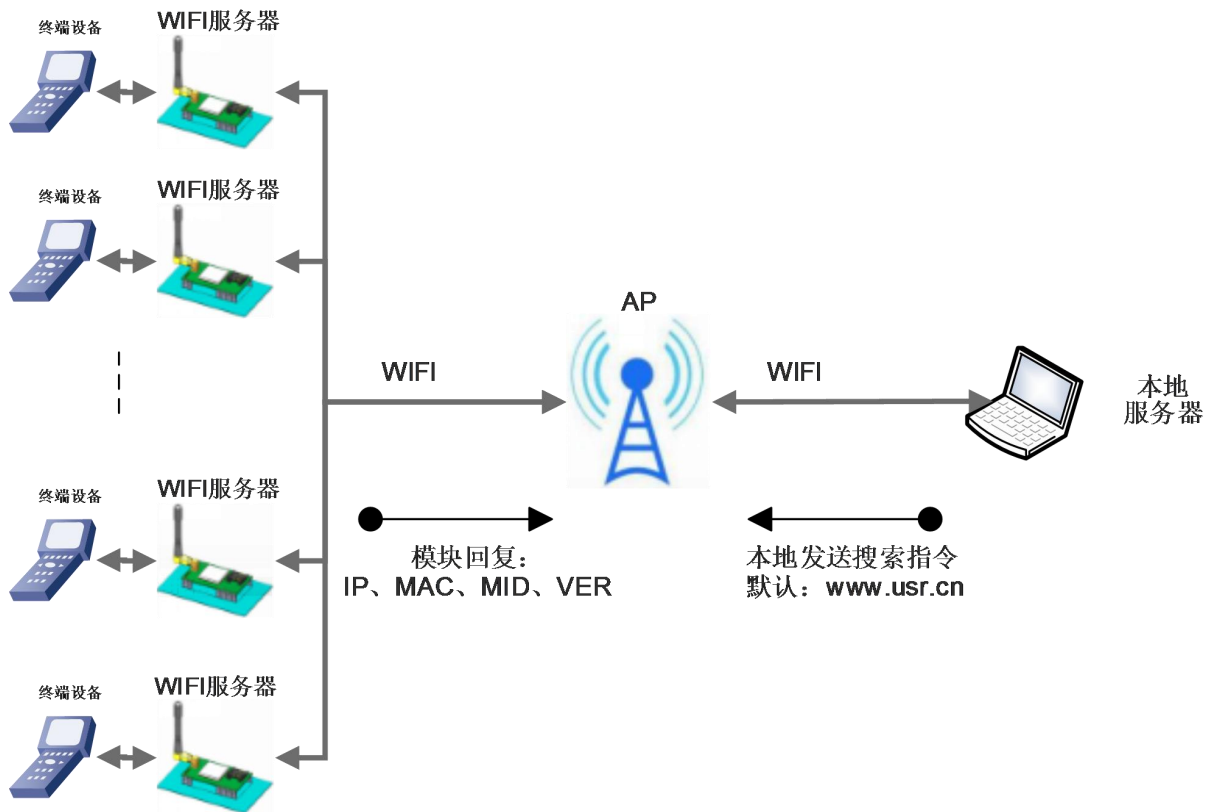 终端设备
WIFI服务器
终端设备
WIFI服务器
AP
WIFI
WIFI
本地
服务器
终端设备
WIFI服务器
模块回复：
IP、MAC、MID、VER
本地发送搜索指令
默认：www.usr.cn
终端设备
WIFI服务器